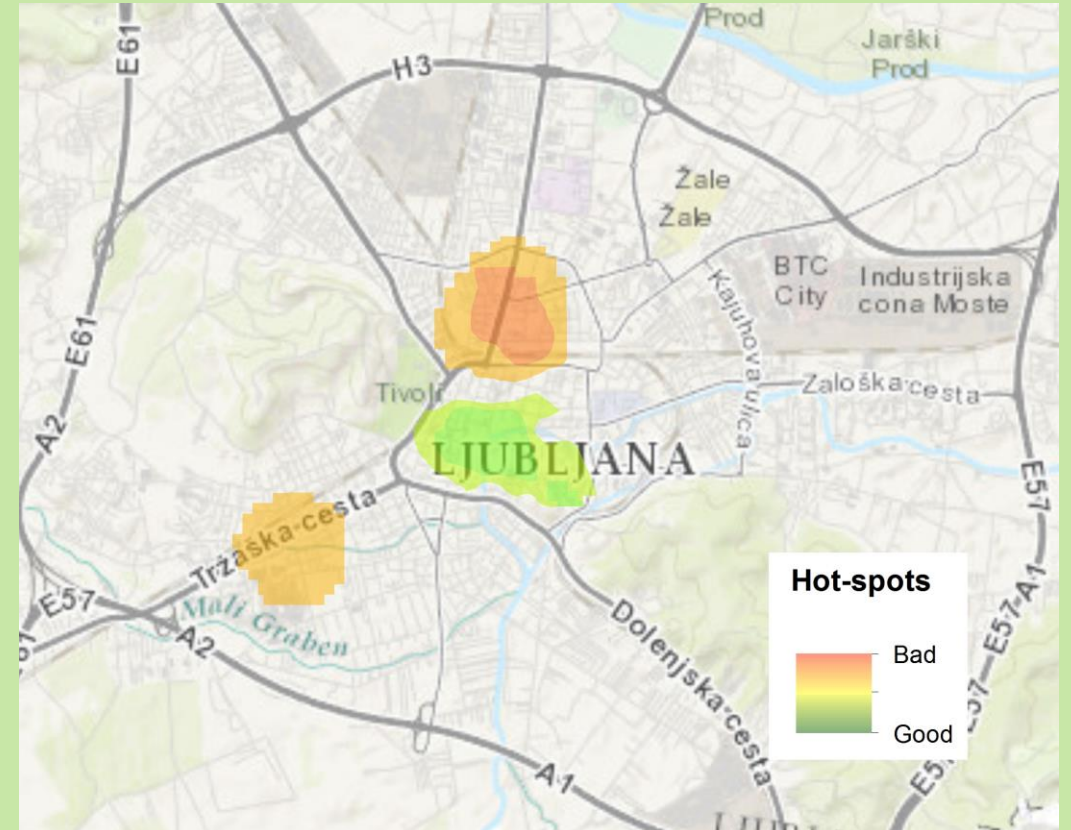 E61
H3
Prod
Jarški
Prod
Žale
Žale
BTC
City
Industrijska
cona Moste
Kajuhova ulica
E61
A2
Tivoli
Zaloška cesta
LJUBLJANA
Tržaška cesta
E57
E57
Mali Graben
A2
Dolenjska cesta
E57-A1
A1
Hot-spots
Bad
Good